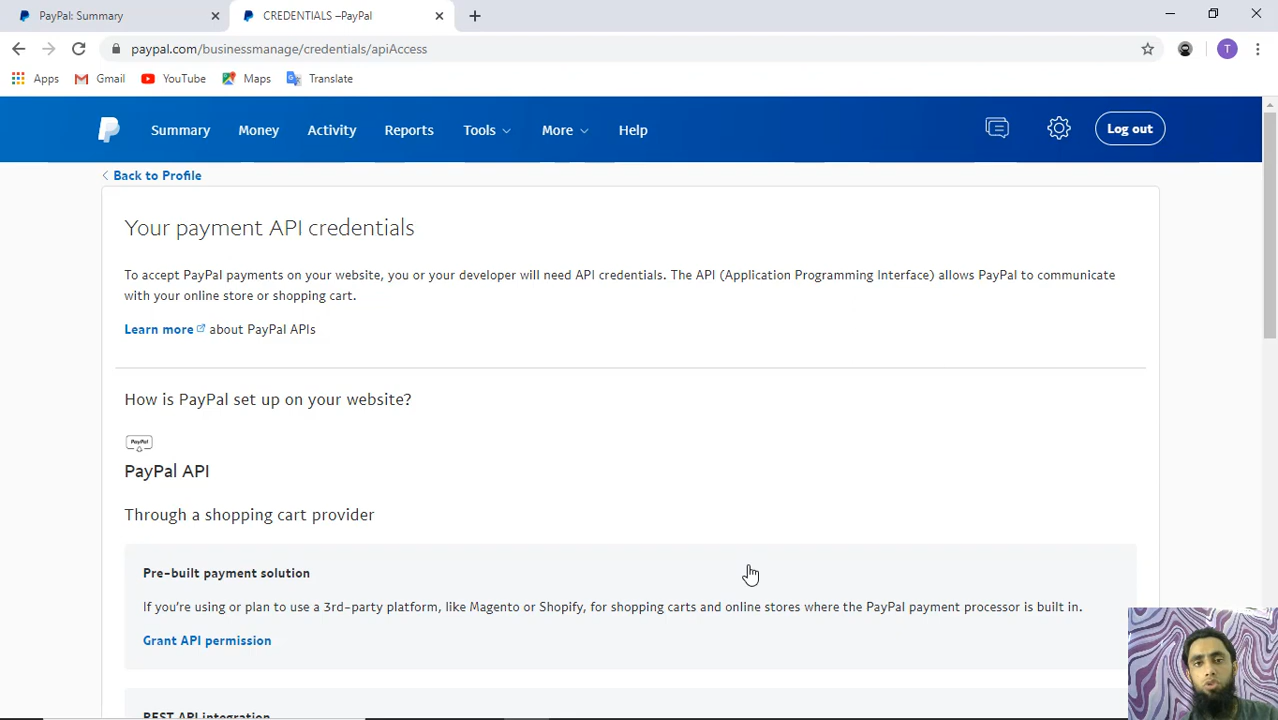 PayPal: Summary
CREDENTIALS –PayPal
paypal.com/businessmanage/credentials/apiAccess
T
Apps
Gmail
YouTube
Maps
Translate
Summary
Money
Activity
Reports
Tools
More
Help
Log out
Back to Profile
Your payment API credentials
To accept PayPal payments on your website, you or your developer will need API credentials. The API (Application Programming Interface) allows PayPal to communicate
with your online store or shopping cart.
Learn more about PayPal APIs
How is PayPal set up on your website?
PayPal
PayPal API
Through a shopping cart provider
Pre-built payment solution
If you're using or plan to use a 3rd-party platform, like Magento or Shopify, for shopping carts and online stores where the PayPal payment processor is built in.
Grant API permission
REST API integration